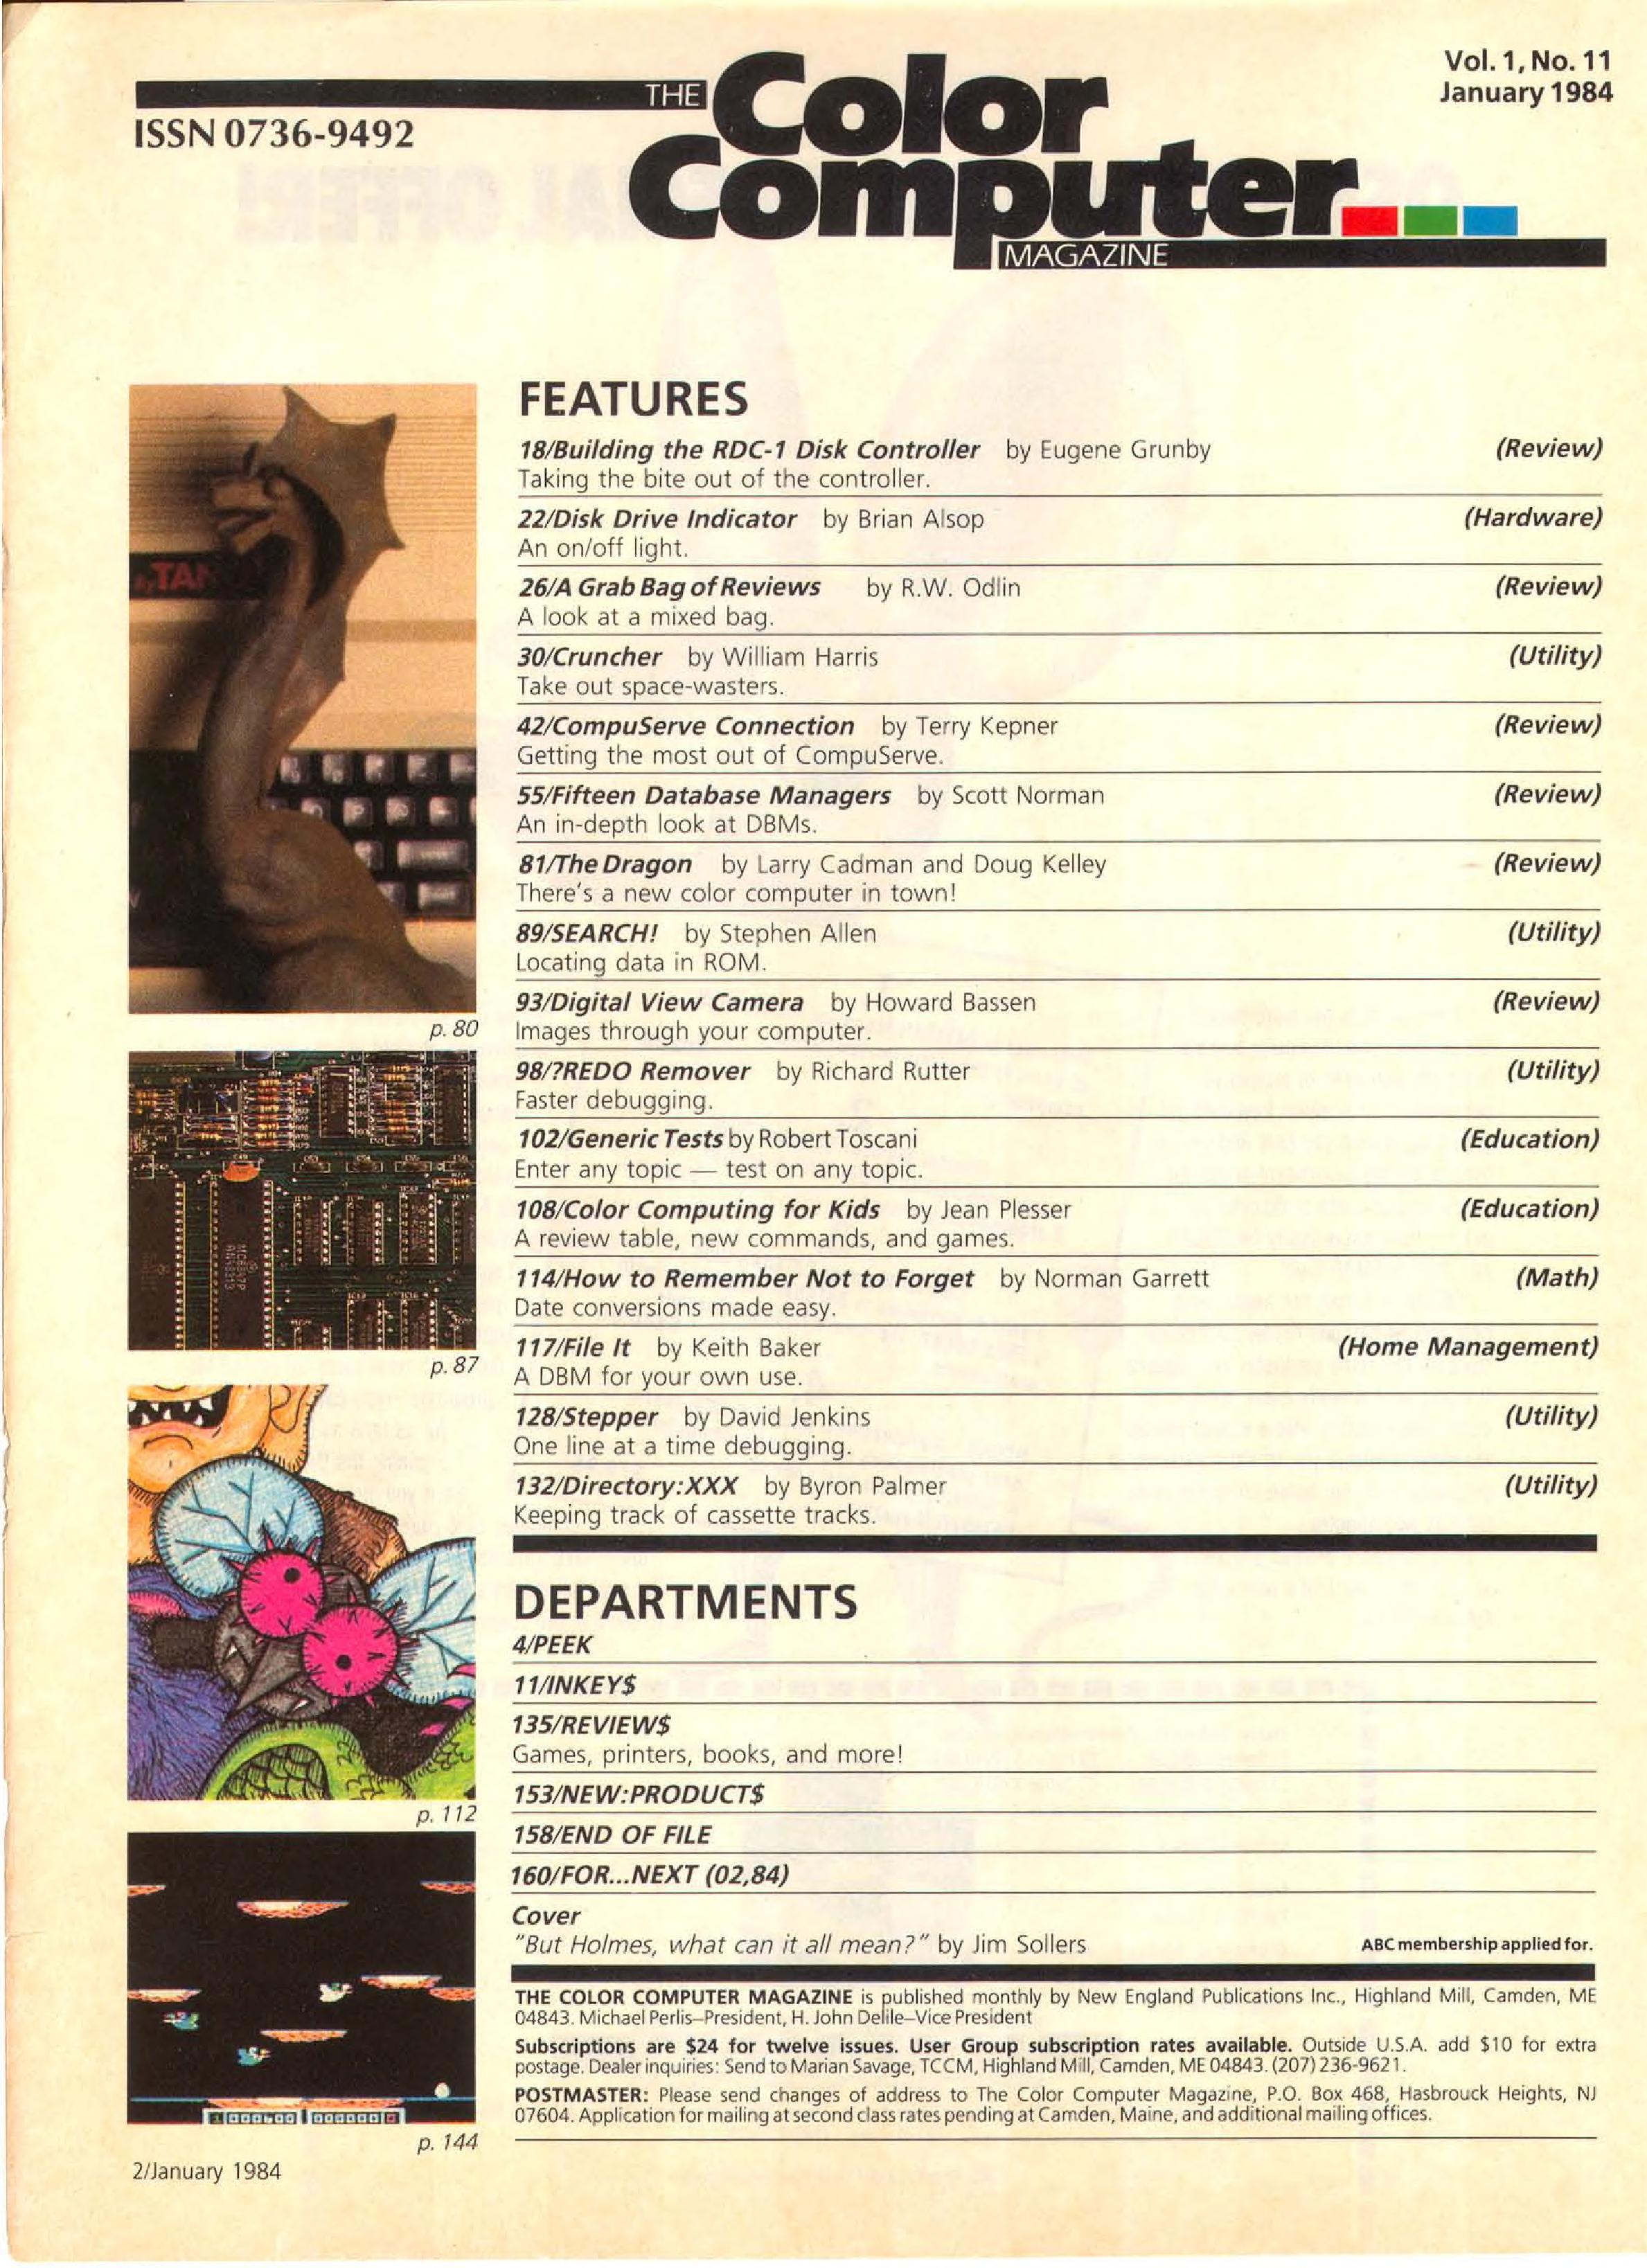 Vol. 1, No. 11
January 1984
THE Color
Computer
MAGAZINE
ISSN 0736-9492
FEATURES
18/Building the RDC-1 Disk Controller by Eugene Grunby (Review)
Taking the bite out of the controller.
22/Disk Drive Indicator by Brian Alsop (Hardware)
An on/off light.
26/A Grab Bag of Reviews by R.W. Odlin (Review)
A look at a mixed bag.
30/Cruncher by William Harris (Utility)
Take out space-wasters.
42/CompuServe Connection by Terry Kepner (Review)
Getting the most out of CompuServe.
55/Fifteen Database Managers by Scott Norman (Review)
An in-depth look at DBMs.
81/The Dragon by Larry Cadman and Doug Kelley (Review)
There's a new color computer in town!
89/SEARCH! by Stephen Allen (Utility)
Locating data in ROM.
93/Digital View Camera by Howard Bassen (Review)
Images through your computer.
98/?REDO Remover by Richard Rutter (Utility)
Faster debugging.
102/Generic Tests by Robert Toscani (Education)
Enter any topic — test on any topic.
108/Color Computing for Kids by Jean Plesser (Education)
A review table, new commands, and games.
114/How to Remember Not to Forget by Norman Garrett (Math)
Date conversions made easy.
117/File It by Keith Baker (Home Management)
A DBM for your own use.
128/Stepper by David Jenkins (Utility)
One line at a time debugging.
132/Directory:XXX by Byron Palmer (Utility)
Keeping track of cassette tracks.
DEPARTMENTS
4/PEEK
11/INKEY$
135/REVIEW$
Games, printers, books, and more!
153/NEW:PRODUCT$
158/END OF FILE
160/FOR...NEXT (02,84)
Cover
"But Holmes, what can it all mean?" by Jim Sollers
ABC membership applied for.
THE COLOR COMPUTER MAGAZINE is published monthly by New England Publications Inc., Highland Mill, Camden, ME
04843. Michael Perlis–President, H. John Delile–Vice President
Subscriptions are $24 for twelve issues. User Group subscription rates available. Outside U.S.A. add $10 for extra
postage. Dealer inquiries: Send to Marian Savage, TCCM, Highland Mill, Camden, ME 04843. (207) 236-9621.
POSTMASTER: Please send changes of address to The Color Computer Magazine, P.O. Box 468, Hasbrouck Heights, NJ
07604. Application for mailing at second class rates pending at Camden, Maine, and additional mailing offices.
p. 80
p. 87
p. 112
p. 144
2/January 1984